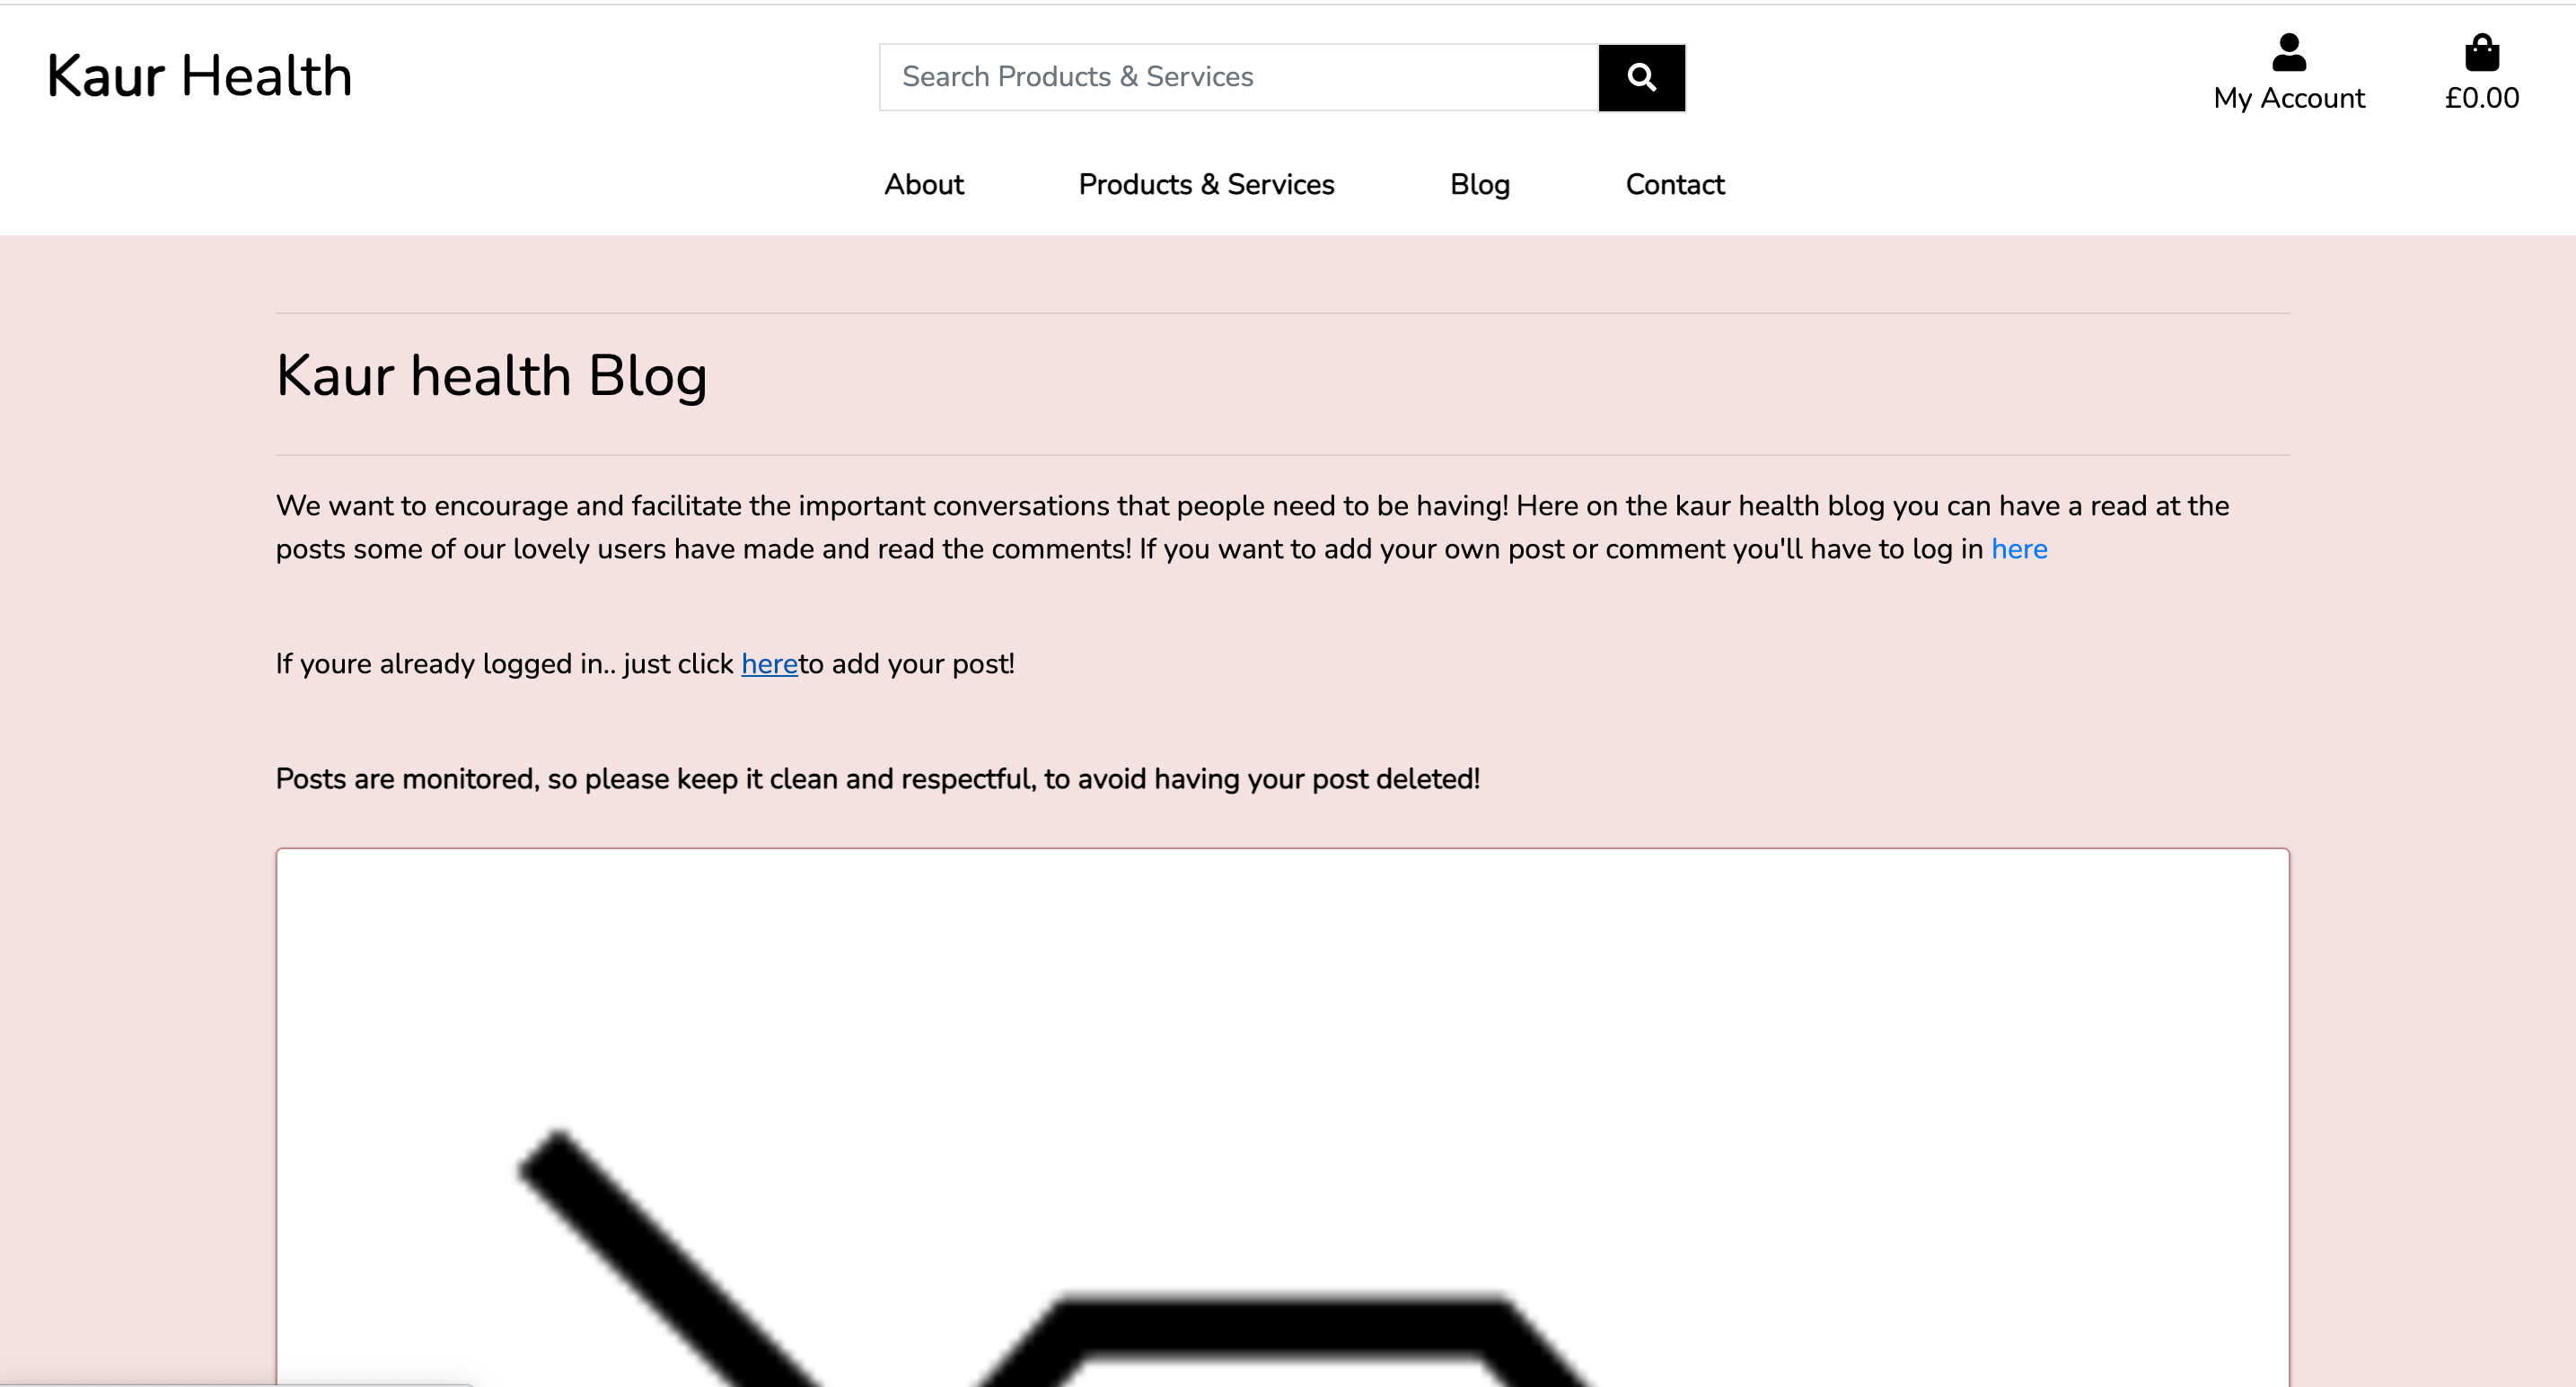 Kaur Health
Search Products & Services
My Account
£0.00
About
Products & Services
Blog
Contact
Kaur health Blog
We want to encourage and facilitate the important conversations that people need to be having! Here on the kaur health blog you can have a read at the
posts some of our lovely users have made and read the comments! If you want to add your own post or comment you'll have to log in here
If youre already logged in.. just click hereto add your post!
Posts are monitored, so please keep it clean and respectful, to avoid having your post deleted!